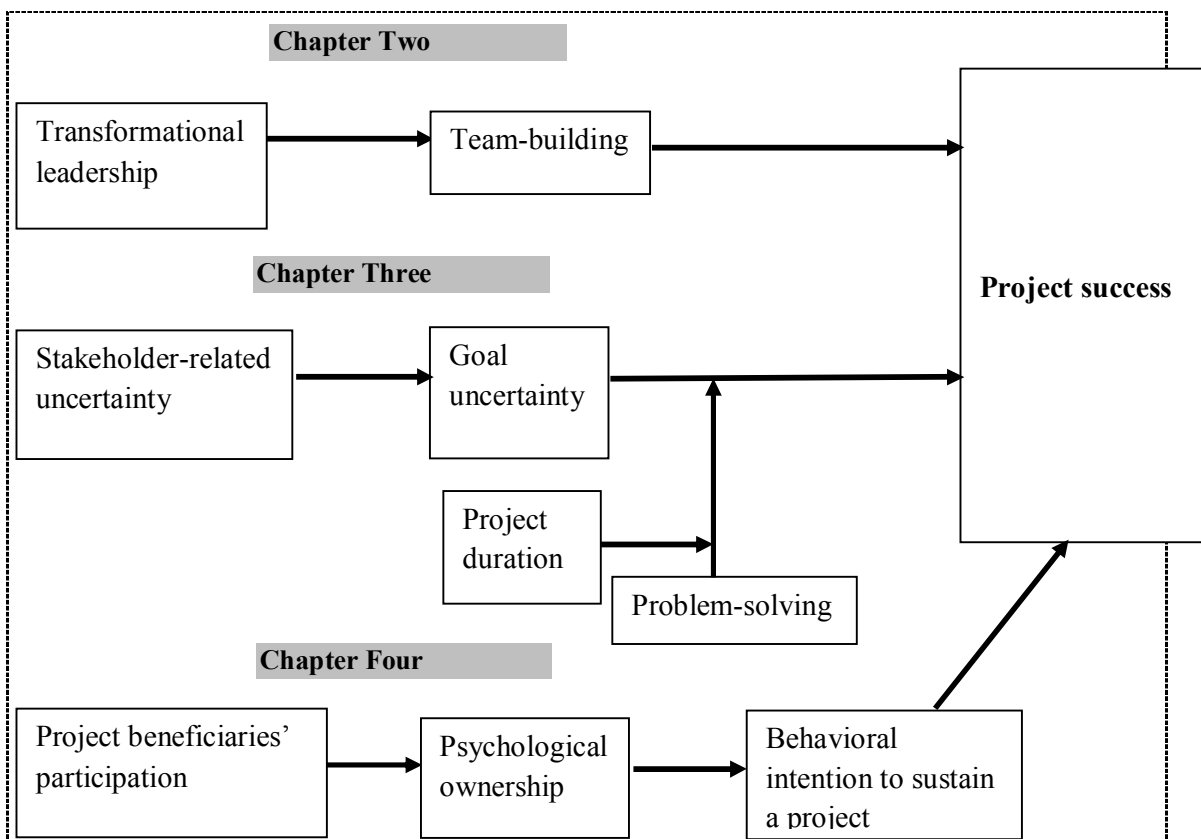 Chapter Two
Transformational
leadership
Team-building
Chapter Three
Project success
Stakeholder-related
uncertainty
Goal
uncertainty
Project
duration
Problem-solving
Chapter Four
Project beneficiaries’
participation
Psychological
ownership
Behavioral
intention to sustain
a project